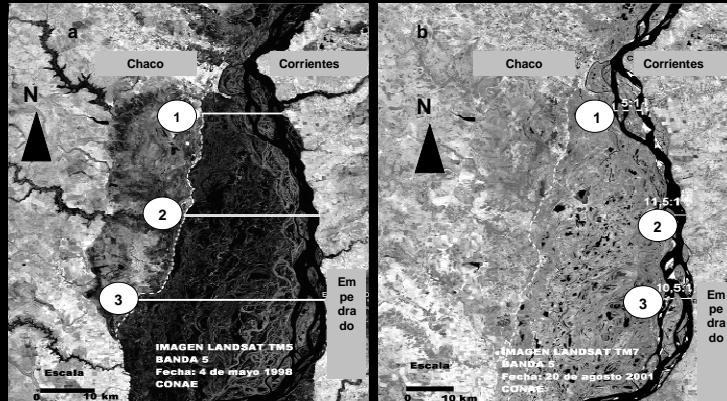 a
Chaco
Corrientes
N
1
2
3
Em
pe
dra
do
IMAGEN LANDSAT TM5
BANDA 5
Fecha: 4 de mayo 1998
CONAE
Escala
0 10 km
b
Chaco
Corrientes
N
1
5:1
11,5:1
2
10,5:1
3
Em
pe
dra
do
IMAGEN LANDSAT TM7
BANDA 5
Fecha: 20 de agosto 2001
CONAE
Escala
0 10 km